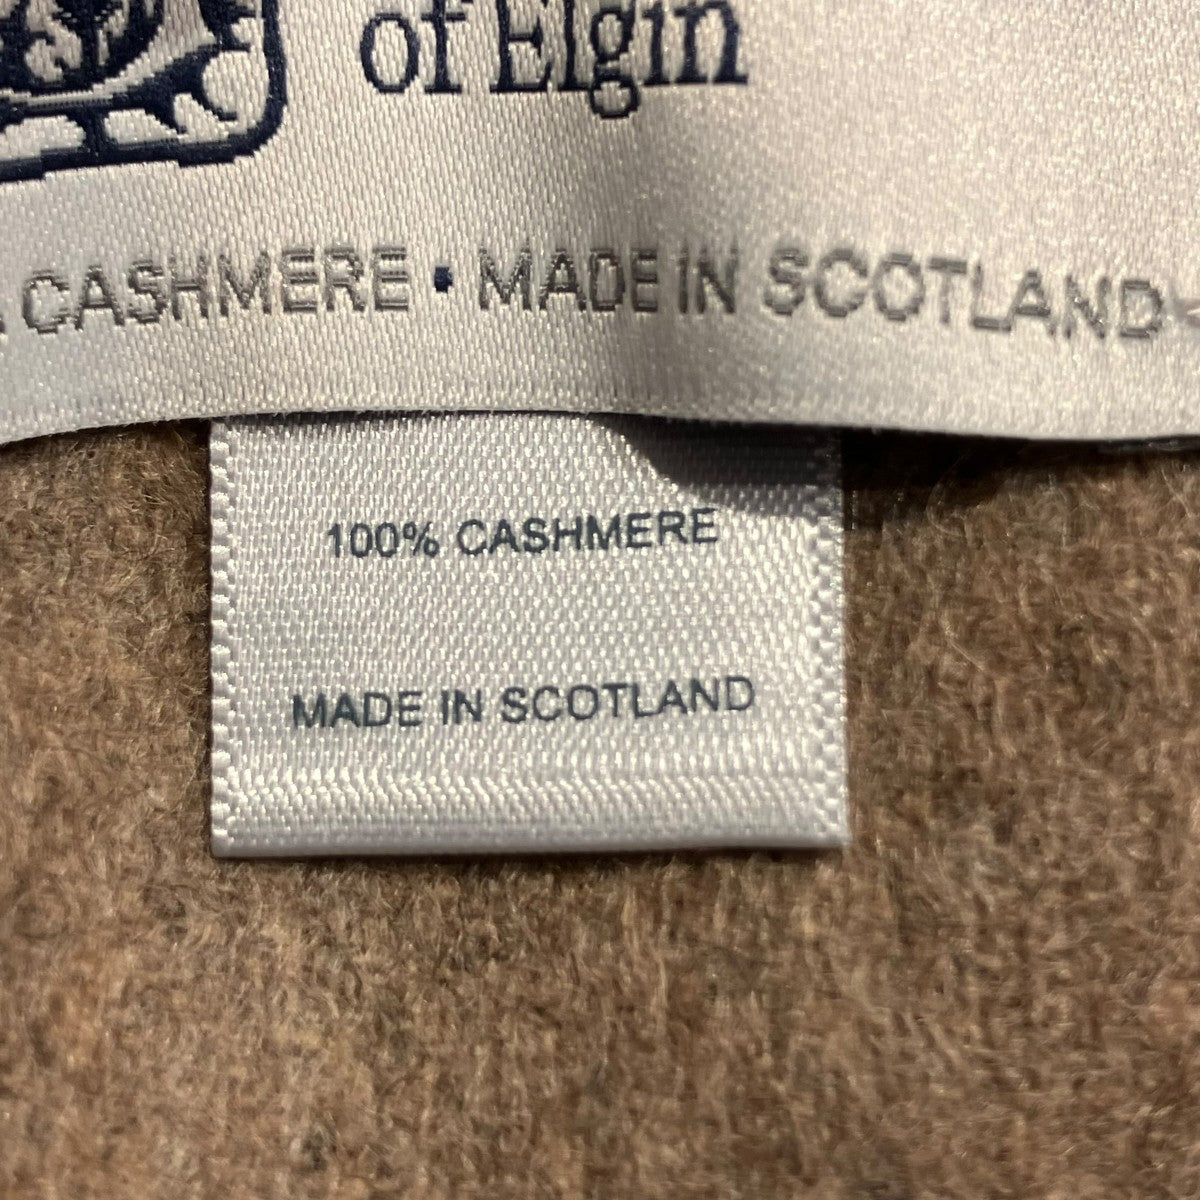 of Elgin
CASHMERE · MADE IN SCOTLAND
100% CASHMERE
MADE IN SCOTLAND